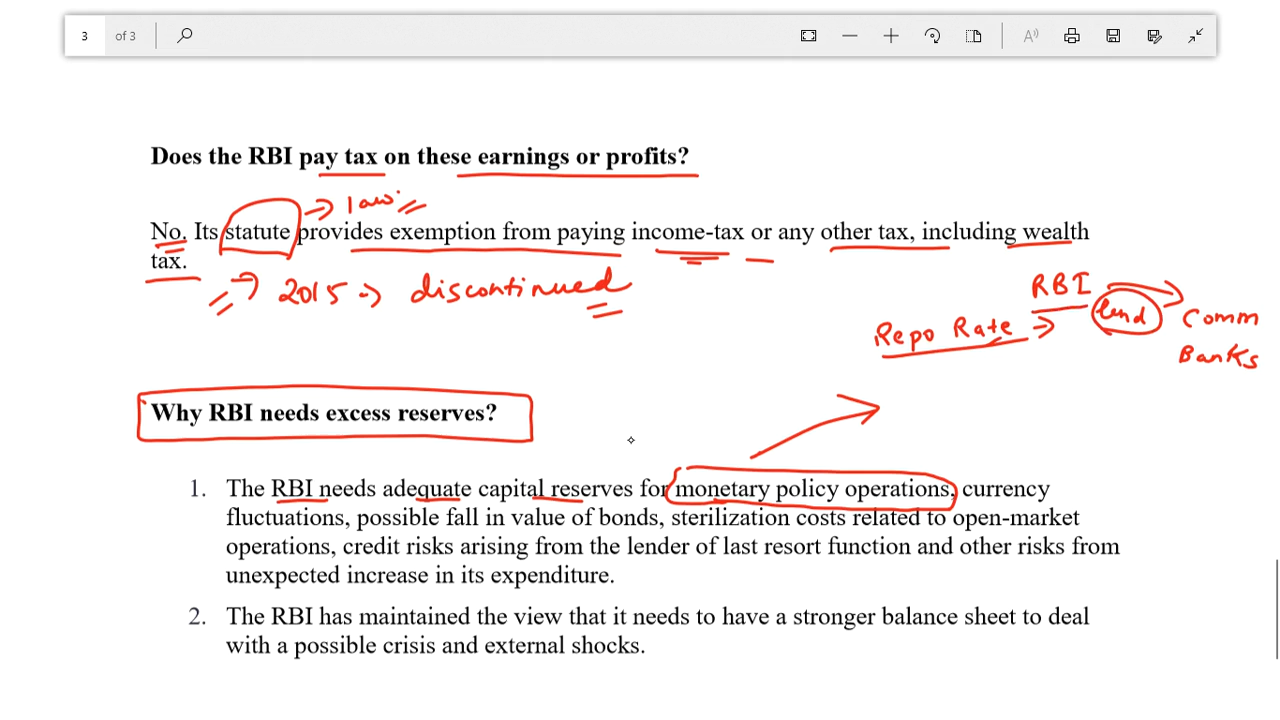 3 of 3
Does the RBI pay tax on these earnings or profits?
→ law
No. Its statute provides exemption from paying income-tax or any other tax, including wealth
tax.
→ 2015 → discontinued
RBI
Repo Rate → lend Comm
Banks
Why RBI needs excess reserves?
1. The RBI needs adequate capital reserves for monetary policy operations, currency
fluctuations, possible fall in value of bonds, sterilization costs related to open-market
operations, credit risks arising from the lender of last resort function and other risks from
unexpected increase in its expenditure.
2. The RBI has maintained the view that it needs to have a stronger balance sheet to deal
with a possible crisis and external shocks.